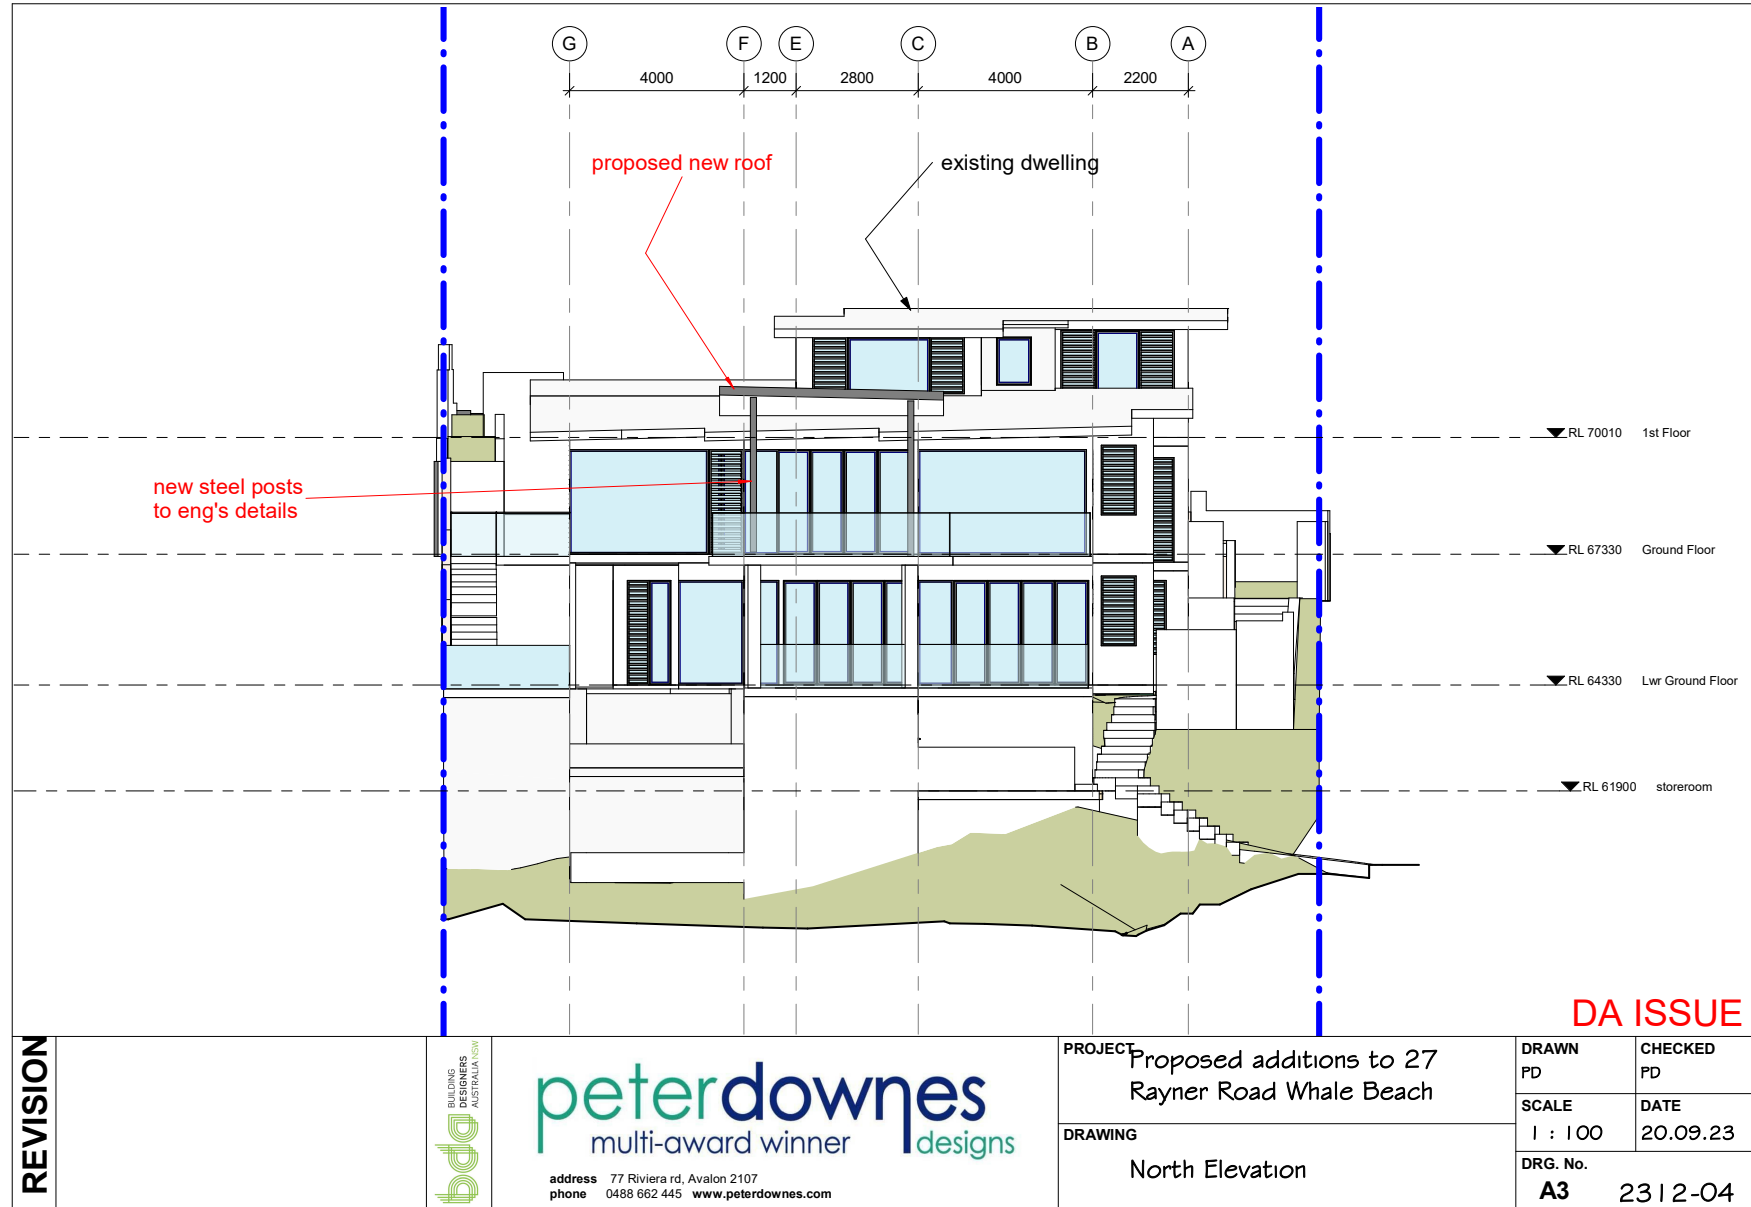 G F E C B A
4000 1200 2800 4000 2200
proposed new roof
existing dwelling
RL 70010 1st Floor
new steel posts
to eng's details
RL 67330 Ground Floor
RL 64330 Lwr Ground Floor
RL 61900 storeroom
DA ISSUE
REVISION
bdda
BUILDING
DESIGNERS
AUSTRALIA NSW
peterdownes
multi-award winner designs
address 77 Riviera rd, Avalon 2107
phone 0488 662 445 www.peterdownes.com
PROJECT
Proposed additions to 27
Rayner Road Whale Beach
DRAWING
North Elevation
DRAWN
PD
CHECKED
PD
SCALE
1 : 100
DATE
20.09.23
DRG. No.
A3 2312-04